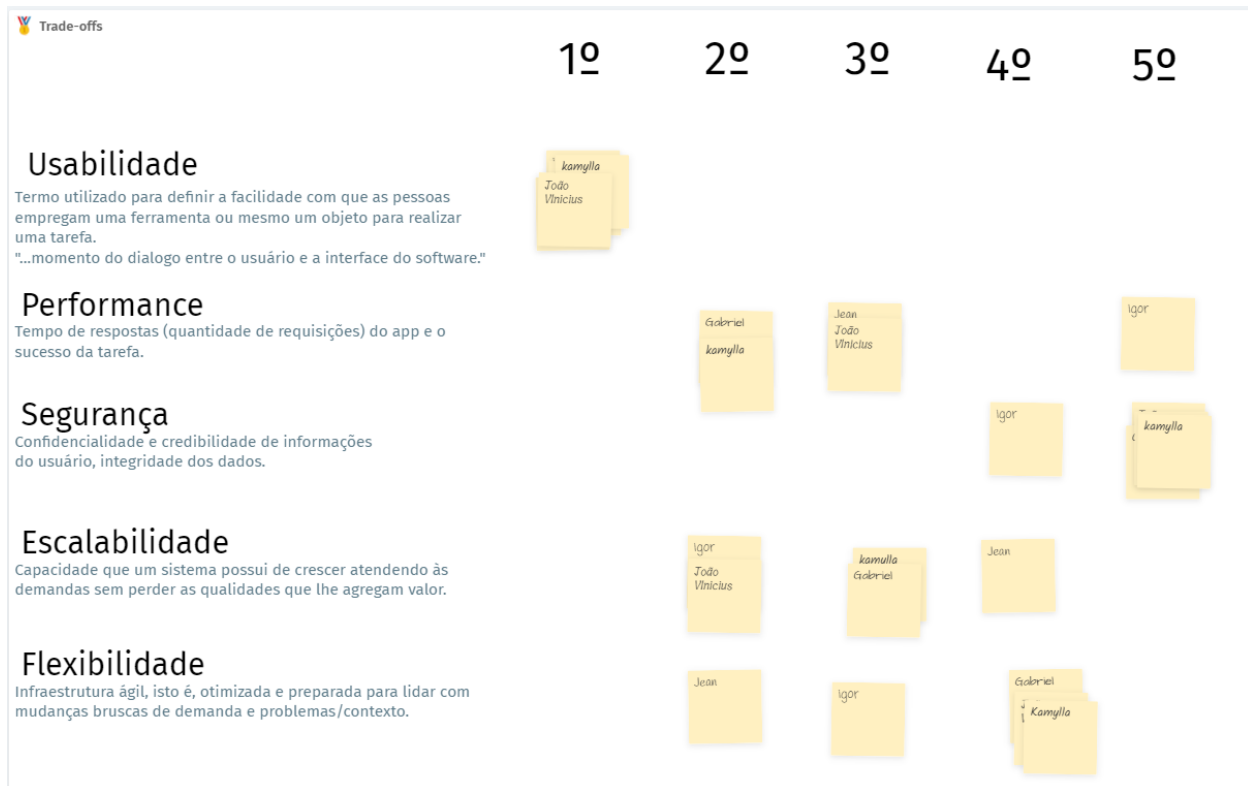 Trade-offs
1º
2º
3º
4º
5º
Usabilidade
Termo utilizado para definir a facilidade com que as pessoas
empregam uma ferramenta ou mesmo um objeto para realizar
uma tarefa.
"...momento do dialogo entre o usuário e a interface do software."
kamylla
João
VInicius
Performance
Tempo de respostas (quantidade de requisições) do app e o
sucesso da tarefa.
Gabriel
kamylla
Jean
João
VInicius
Igor
Segurança
Confidencialidade e credibilidade de informações
do usuário, integridade dos dados.
Igor
kamylla
Escalabilidade
Capacidade que um sistema possui de crescer atendendo às
demandas sem perder as qualidades que lhe agregam valor.
Igor
João
VInicius
kamulla
Gabriel
Jean
Flexibilidade
Infraestrutura ágil, isto é, otimizada e preparada para lidar com
mudanças bruscas de demanda e problemas/contexto.
Jean
Igor
Gabriel
Kamylla